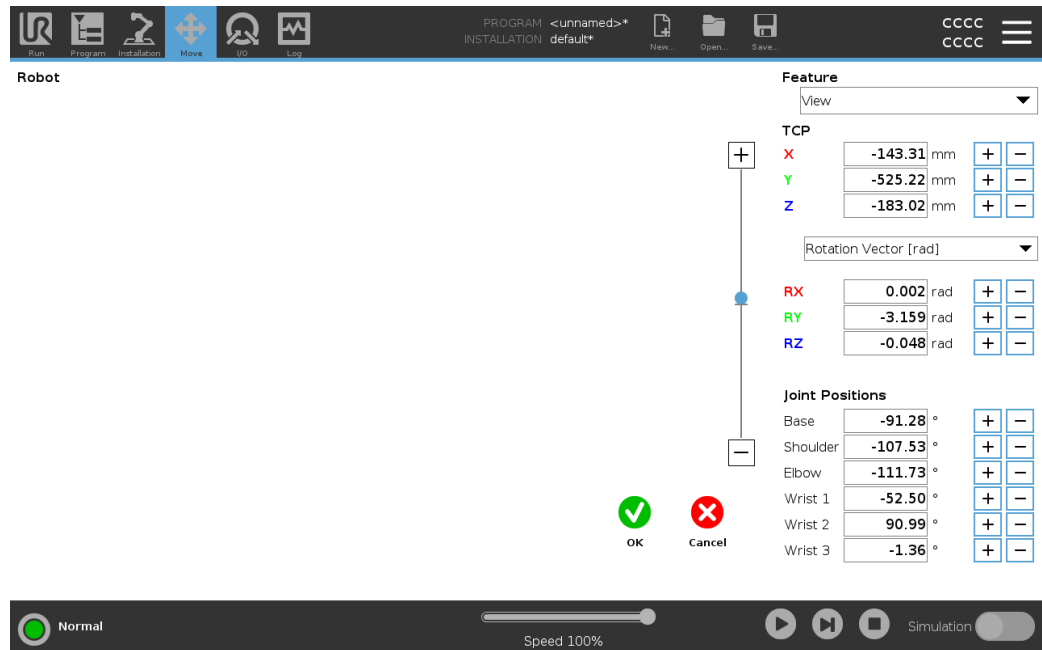 PROGRAM <unnamed>*
INSTALLATION default*
CCCC
CCCC
Run Program Installation Move I/O Log New... Open... Save...
Robot
Feature
View
TCP
X -143.31 mm + −
Y -525.22 mm + −
Z -183.02 mm + −
Rotation Vector [rad]
RX 0.002 rad + −
RY -3.159 rad + −
RZ -0.048 rad + −
Joint Positions
Base -91.28 ° + −
Shoulder -107.53 ° + −
Elbow -111.73 ° + −
Wrist 1 -52.50 ° + −
Wrist 2 90.99 ° + −
Wrist 3 -1.36 ° + −
OK Cancel
Normal
Speed 100%
Simulation